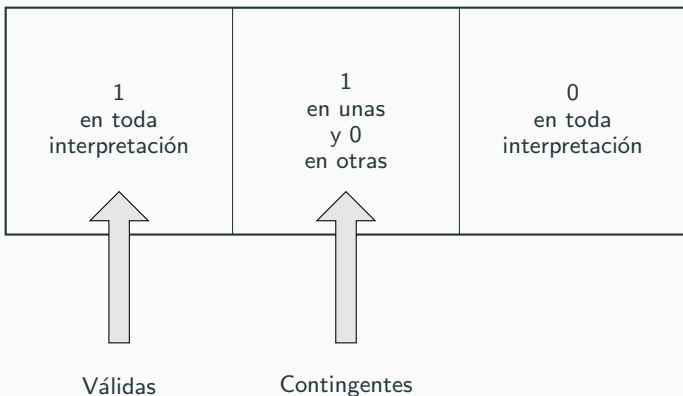 1
en toda
interpretación
1
en unas
y 0
en otras
0
en toda
interpretación
Válidas
Contingentes